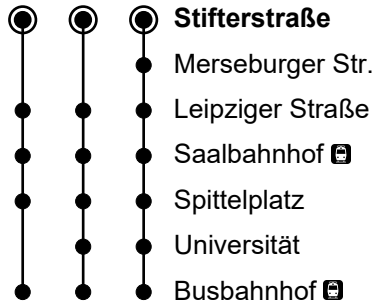 Stifterstraße
Merseburger Str.
Leipziger Straße
Saalbahnhof
Spittelplatz
Universität
Busbahnhof